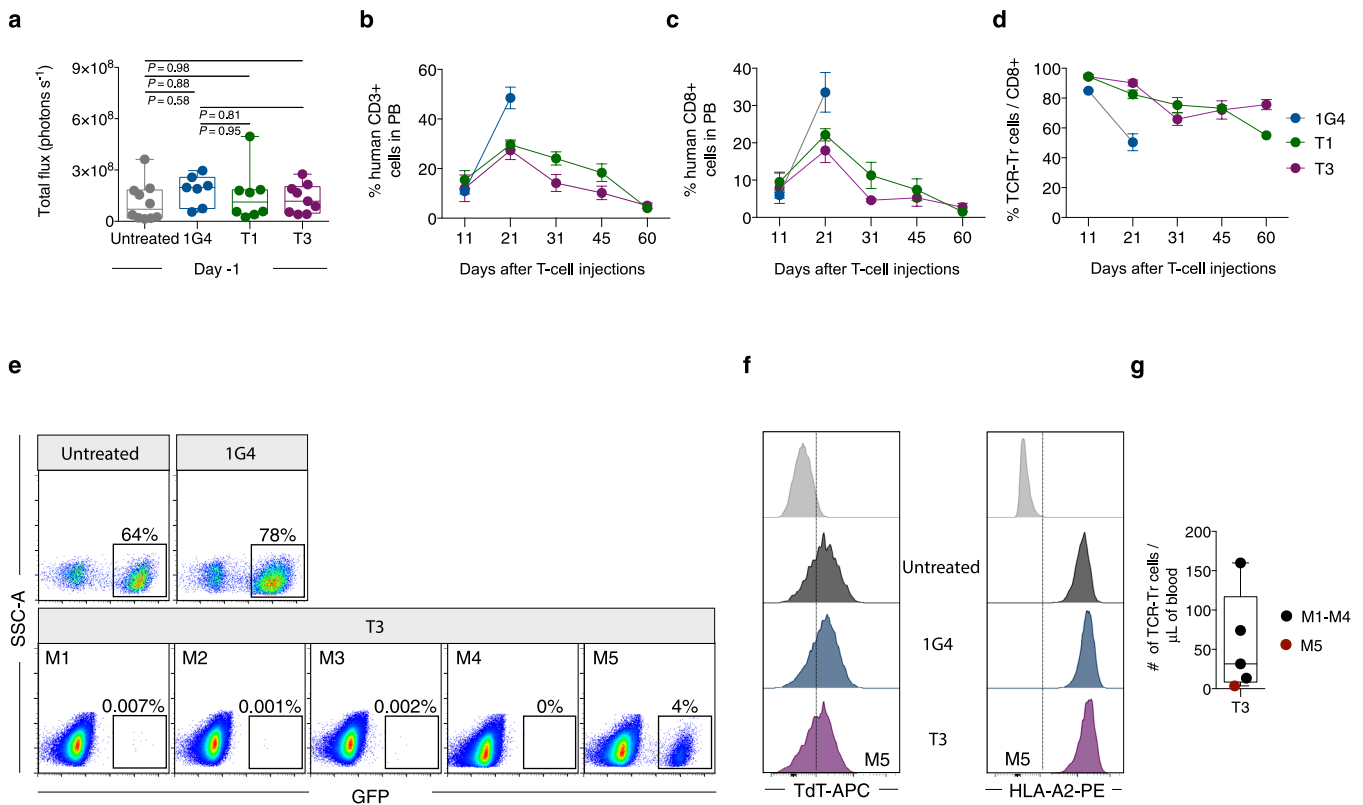 a
Total flux (photons s⁻¹)
9×10⁸
6×10⁸
3×10⁸
0
P = 0.98
P = 0.88
P = 0.58
P = 0.81
P = 0.95
Untreated 1G4 T1 T3
Day -1
b
% human CD3+
cells in PB
60
40
20
0
11 21 31 45 60
Days after T-cell injections
c
% human CD8+
cells in PB
40
30
20
10
0
11 21 31 45 60
Days after T-cell injections
d
% TCR-Tr cells / CD8+
100
80
60
40
20
0
11 21 31 45 60
Days after T-cell injections
1G4
T1
T3
e
SSC-A
Untreated
64%
1G4
78%
T3
M1
0.007%
M2
0.001%
M3
0.002%
M4
0%
M5
4%
GFP
f
Untreated
1G4
T3
M5
M5
TdT-APC
HLA-A2-PE
g
# of TCR-Tr cells /
µL of blood
200
150
100
50
0
T3
M1-M4
M5